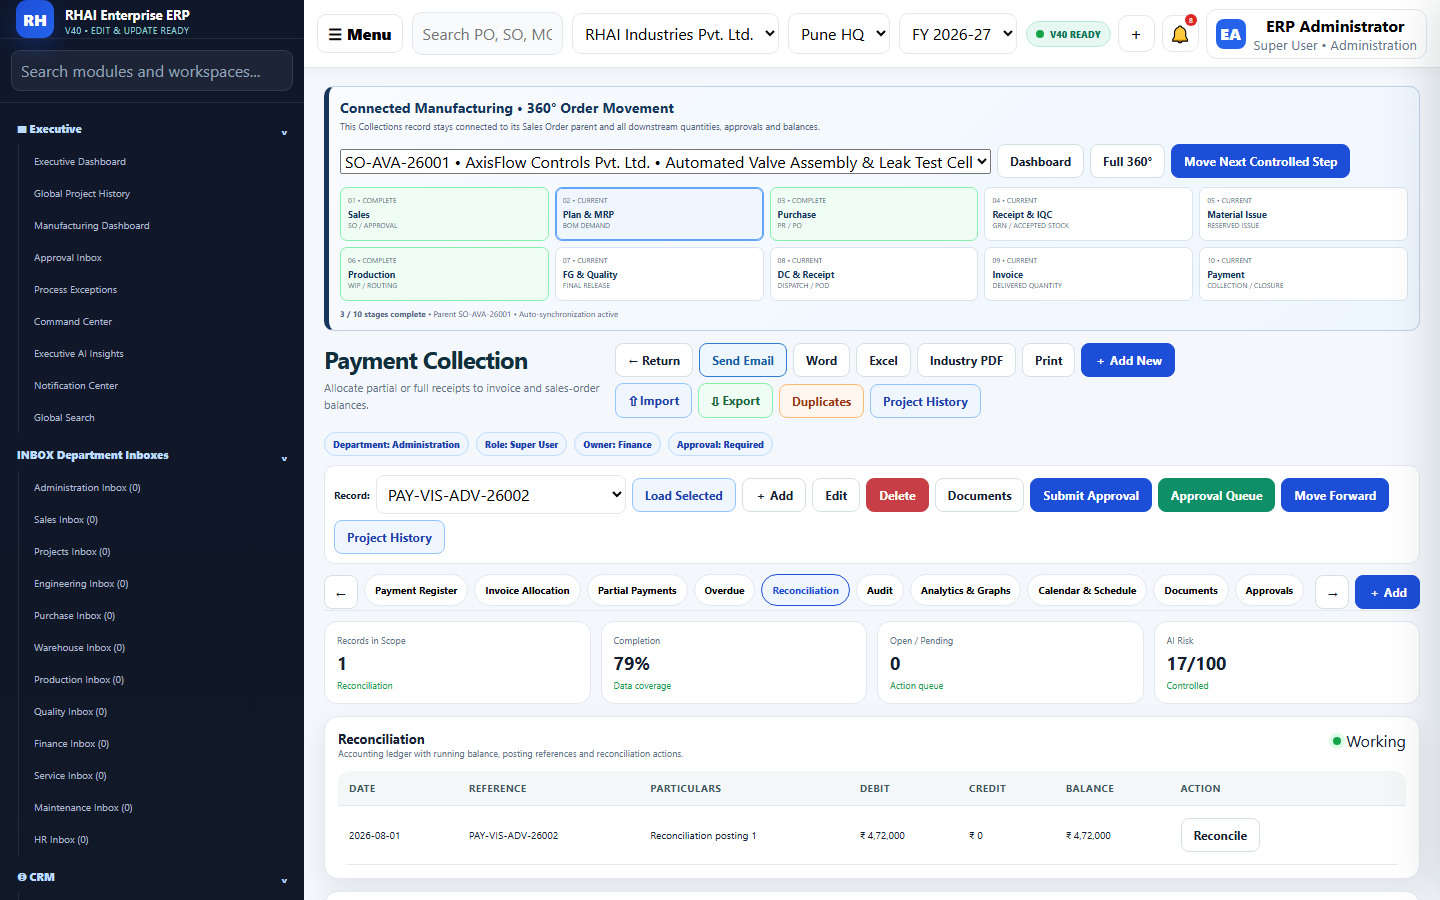 RH
RHAI Enterprise ERP
V40 • EDIT & UPDATE READY
Search modules and workspaces...
Executive
Executive Dashboard
Global Project History
Manufacturing Dashboard
Approval Inbox
Process Exceptions
Command Center
Executive AI Insights
Notification Center
Global Search
INBOX Department Inboxes
Administration Inbox (0)
Sales Inbox (0)
Projects Inbox (0)
Engineering Inbox (0)
Purchase Inbox (0)
Warehouse Inbox (0)
Production Inbox (0)
Quality Inbox (0)
Finance Inbox (0)
Service Inbox (0)
Maintenance Inbox (0)
HR Inbox (0)
CRM
☰ Menu
Search PO, SO, MO
RHAI Industries Pvt. Ltd.
Pune HQ
FY 2026-27
V40 READY
+
8
EA
ERP Administrator
Super User • Administration
Connected Manufacturing • 360° Order Movement
This Collections record stays connected to its Sales Order parent and all downstream quantities, approvals and balances.
SO-AVA-26001 • AxisFlow Controls Pvt. Ltd. • Automated Valve Assembly & Leak Test Cell
Dashboard
Full 360°
Move Next Controlled Step
01 • COMPLETE
Sales
SO / APPROVAL
02 • CURRENT
Plan & MRP
BOM DEMAND
03 • COMPLETE
Purchase
PR / PO
04 • CURRENT
Receipt & IQC
GRN / ACCEPTED STOCK
05 • CURRENT
Material Issue
RESERVED ISSUE
06 • COMPLETE
Production
WIP / ROUTING
07 • CURRENT
FG & Quality
FINAL RELEASE
08 • CURRENT
DC & Receipt
DISPATCH / POD
09 • CURRENT
Invoice
DELIVERED QUANTITY
10 • CURRENT
Payment
COLLECTION / CLOSURE
3 / 10 stages complete • Parent SO-AVA-26001 • Auto-synchronization active
Payment Collection
Allocate partial or full receipts to invoice and sales-order
balances.
← Return
Send Email
Word
Excel
Industry PDF
Print
+ Add New
⇧ Import
⇩ Export
Duplicates
Project History
Department: Administration
Role: Super User
Owner: Finance
Approval: Required
Record:
PAY-VIS-ADV-26002
Load Selected
+ Add
Edit
Delete
Documents
Submit Approval
Approval Queue
Move Forward
Project History
←
Payment Register
Invoice Allocation
Partial Payments
Overdue
Reconciliation
Audit
Analytics & Graphs
Calendar & Schedule
Documents
Approvals
→
+ Add
Records in Scope
1
Reconciliation
Completion
79%
Data coverage
Open / Pending
0
Action queue
AI Risk
17/100
Controlled
Reconciliation
Accounting ledger with running balance, posting references and reconciliation actions.
Working
DATE REFERENCE PARTICULARS DEBIT CREDIT BALANCE ACTION
2026-08-01 PAY-VIS-ADV-26002 Reconciliation posting 1 ₹ 4,72,000 ₹ 0 ₹ 4,72,000 Reconcile